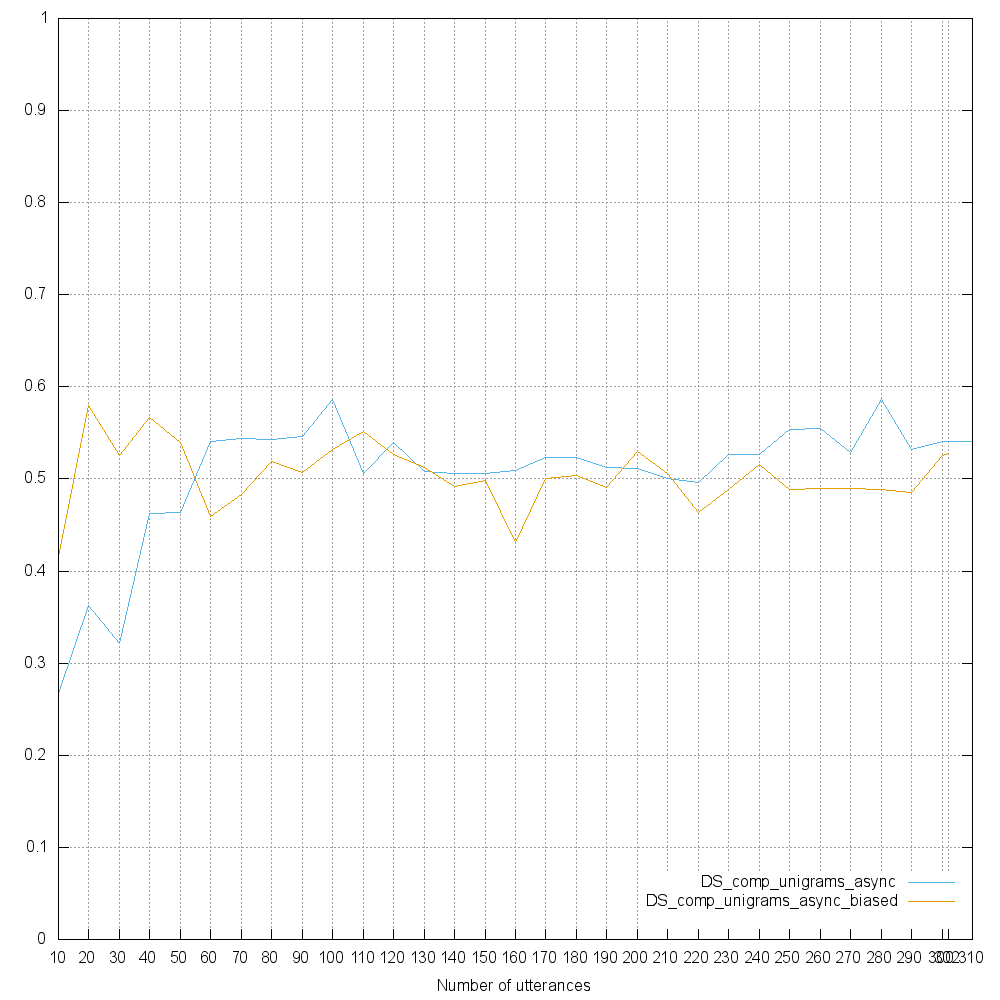 1
0.9
0.8
0.7
0.6
0.5
0.4
0.3
0.2
0.1
0
DS_comp_unigrams_async
DS_comp_unigrams_async_biased
10 20 30 40 50 60 70 80 90 100 110 120 130 140 150 160 170 180 190 200 210 220 230 240 250 260 270 280 290 300 302 310
Number of utterances